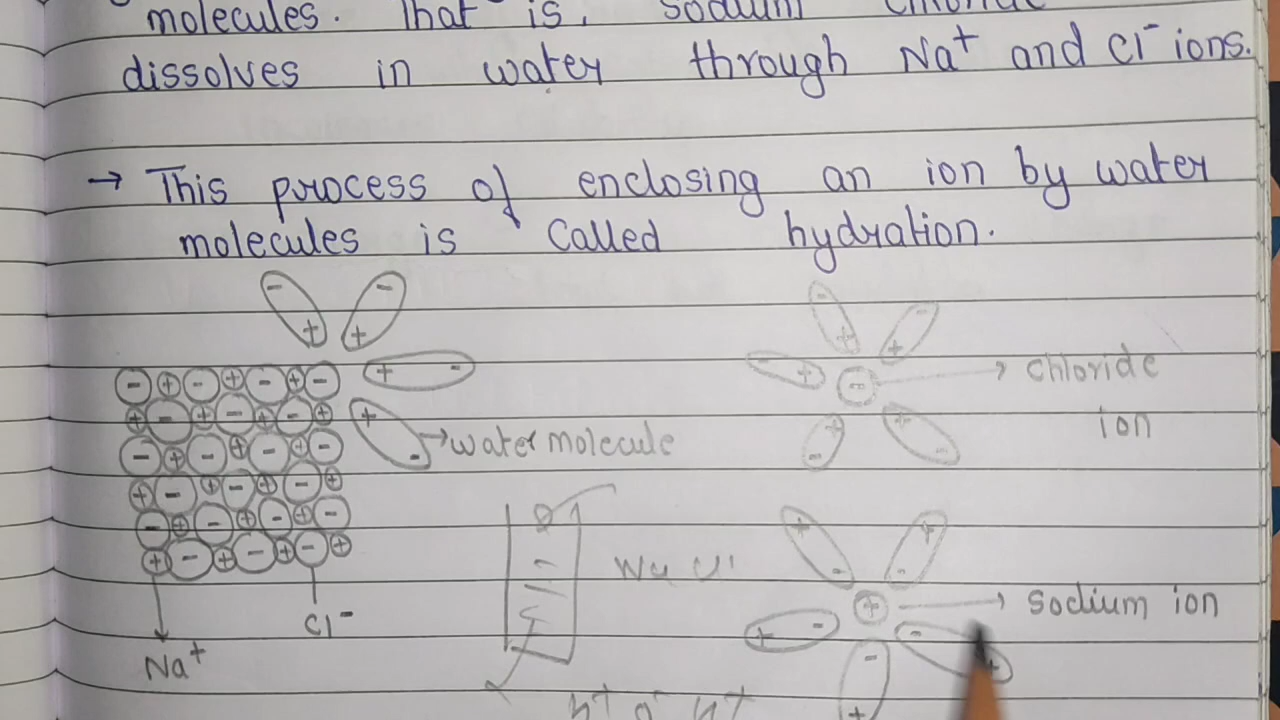 molecules. That is, sodium chloride
dissolves in water through Na⁺ and Cl⁻ ions.
→ This process of enclosing an ion by water
molecules is called hydration.
→ water molecule
Cl⁻
Na⁺
→ chloride
ion
→ Sodium ion